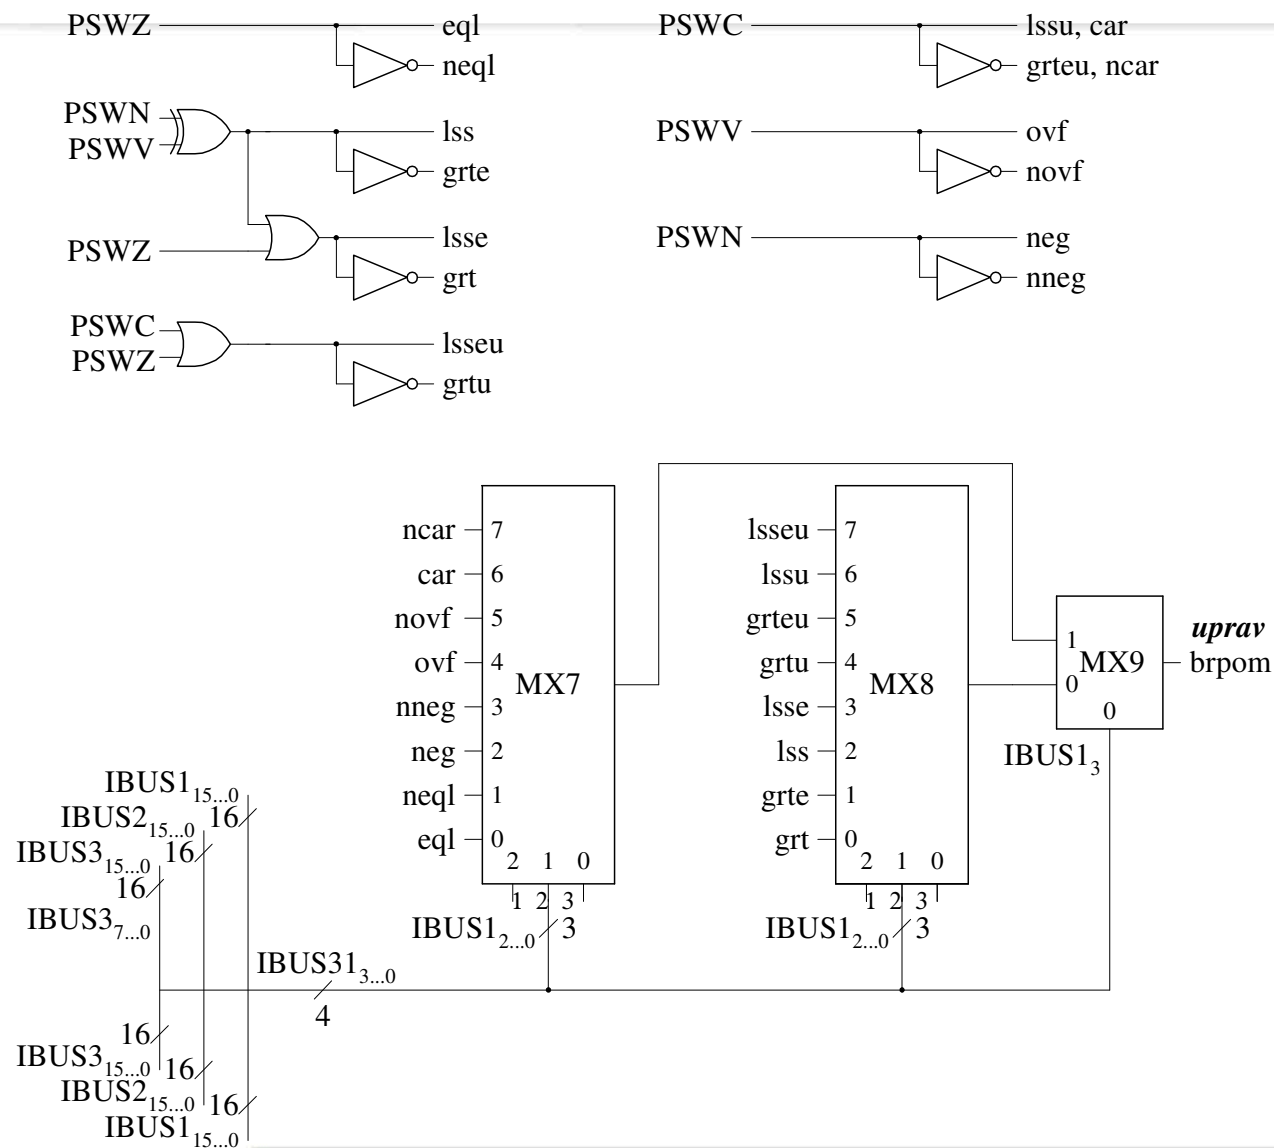 PSWZ eql
neql
PSWC lssu, car
grteu, ncar
PSWN
PSWV
lss
grte
PSWV ovf
novf
PSWZ
lsse
grt
PSWN neg
nneg
PSWC
PSWZ
lsseu
grtu
ncar 7
car 6
novf 5
ovf 4
nneg 3
neg 2
neql 1
eql 0
MX7
2 1 0
1 2 3
IBUS1 2...0 3
lsseu 7
lssu 6
grteu 5
grtu 4
lsse 3
lss 2
grte 1
grt 0
MX8
2 1 0
1 2 3
IBUS1 2...0 3
1
MX9
0
0
uprav
brpom
IBUS1 3
IBUS1 15...0
16
IBUS2 15...0
16
IBUS3 15...0
16
IBUS3 7...0
IBUS31 3...0
4
16
IBUS3 15...0
16
IBUS2 15...0
16
IBUS1 15...0